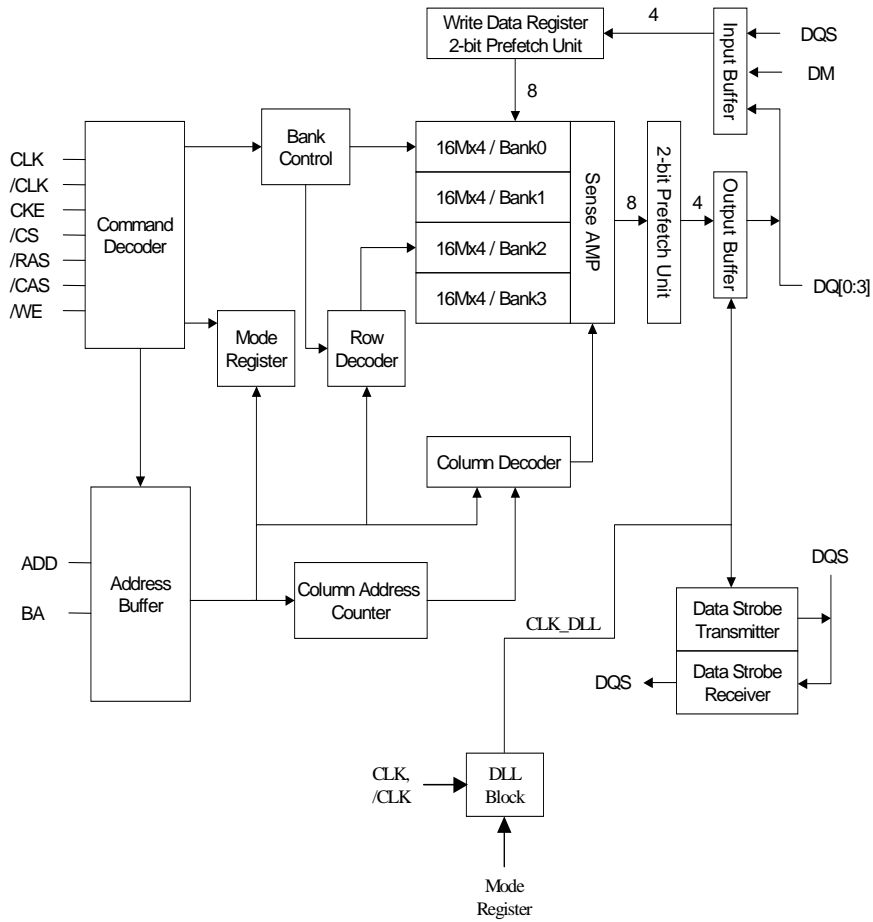 Write Data Register
2-bit Prefetch Unit
4
Input Buffer
DQS
DM
8
Bank
Control
16Mx4 / Bank0
16Mx4 / Bank1
16Mx4 / Bank2
16Mx4 / Bank3
Sense AMP
8
2-bit Prefetch Unit
4
Output Buffer
DQ[0:3]
CLK
/CLK
CKE
/CS
/RAS
/CAS
/WE
Command
Decoder
Mode
Register
Row
Decoder
Column Decoder
ADD
BA
Address
Buffer
Column Address
Counter
CLK_DLL
DQS
Data Strobe
Transmitter
Data Strobe
Receiver
DQS
CLK,
/CLK
DLL
Block
Mode
Register